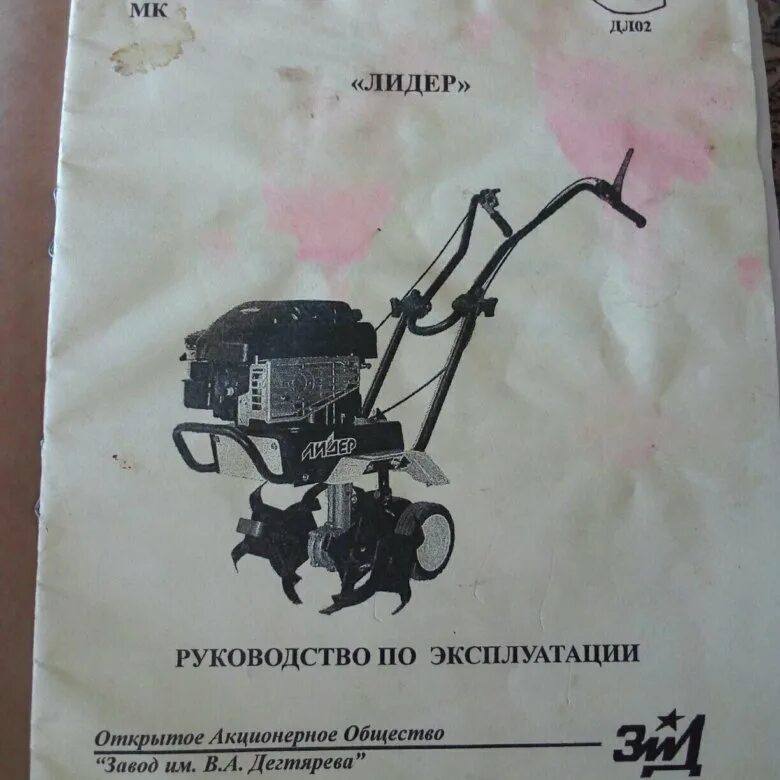 МК
ДЛ02
«ЛИДЕР»
ЛИДЕР
РУКОВОДСТВО ПО ЭКСПЛУАТАЦИИ
Открытое Акционерное Общество
"Завод им. В.А. Дегтярева"
ЗиД